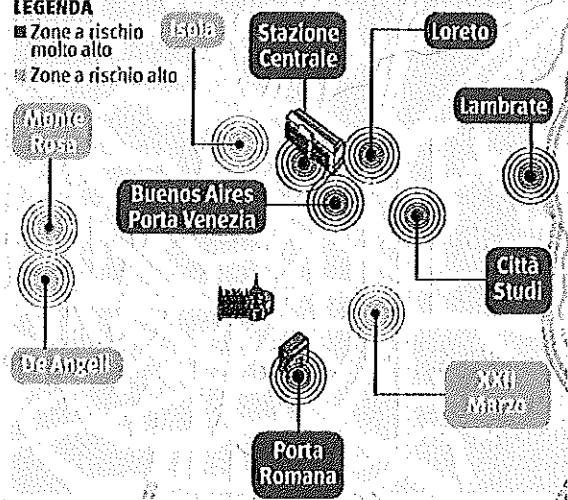 LEGENDA
Zone a rischio
molto alto
Zone a rischio alto
Isola
Stazione
Centrale
Loreto
Lambrate
Monte
Rosa
Buenos Aires
Porta Venezia
Città
Studi
De Angeli
XXII
Marzo
Porta
Romana